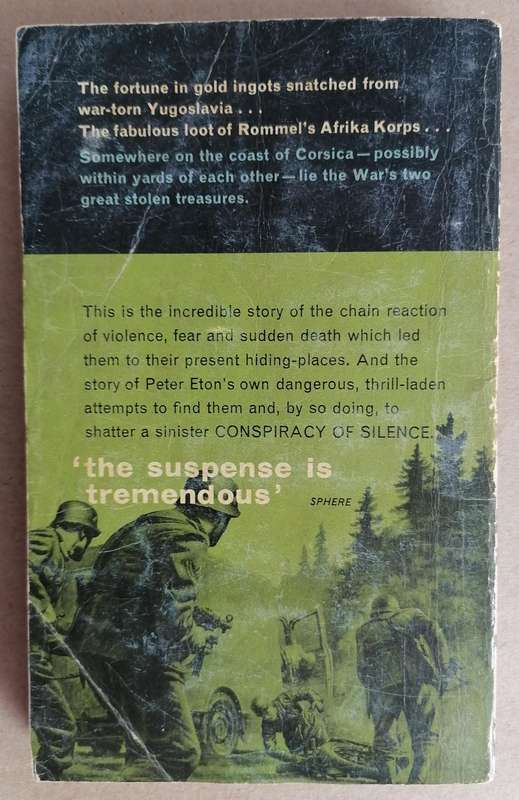 The fortune in gold ingots snatched from
war-torn Yugoslavia . . .
The fabulous loot of Rommel's Afrika Korps . . .
Somewhere on the coast of Corsica—possibly
within yards of each other—lie the War's two
great stolen treasures.
This is the incredible story of the chain reaction
of violence, fear and sudden death which led
them to their present hiding-places. And the
story of Peter Eton's own dangerous, thrill-laden
attempts to find them and, by so doing, to
shatter a sinister CONSPIRACY OF SILENCE.
‘the suspense is
tremendous’ SPHERE